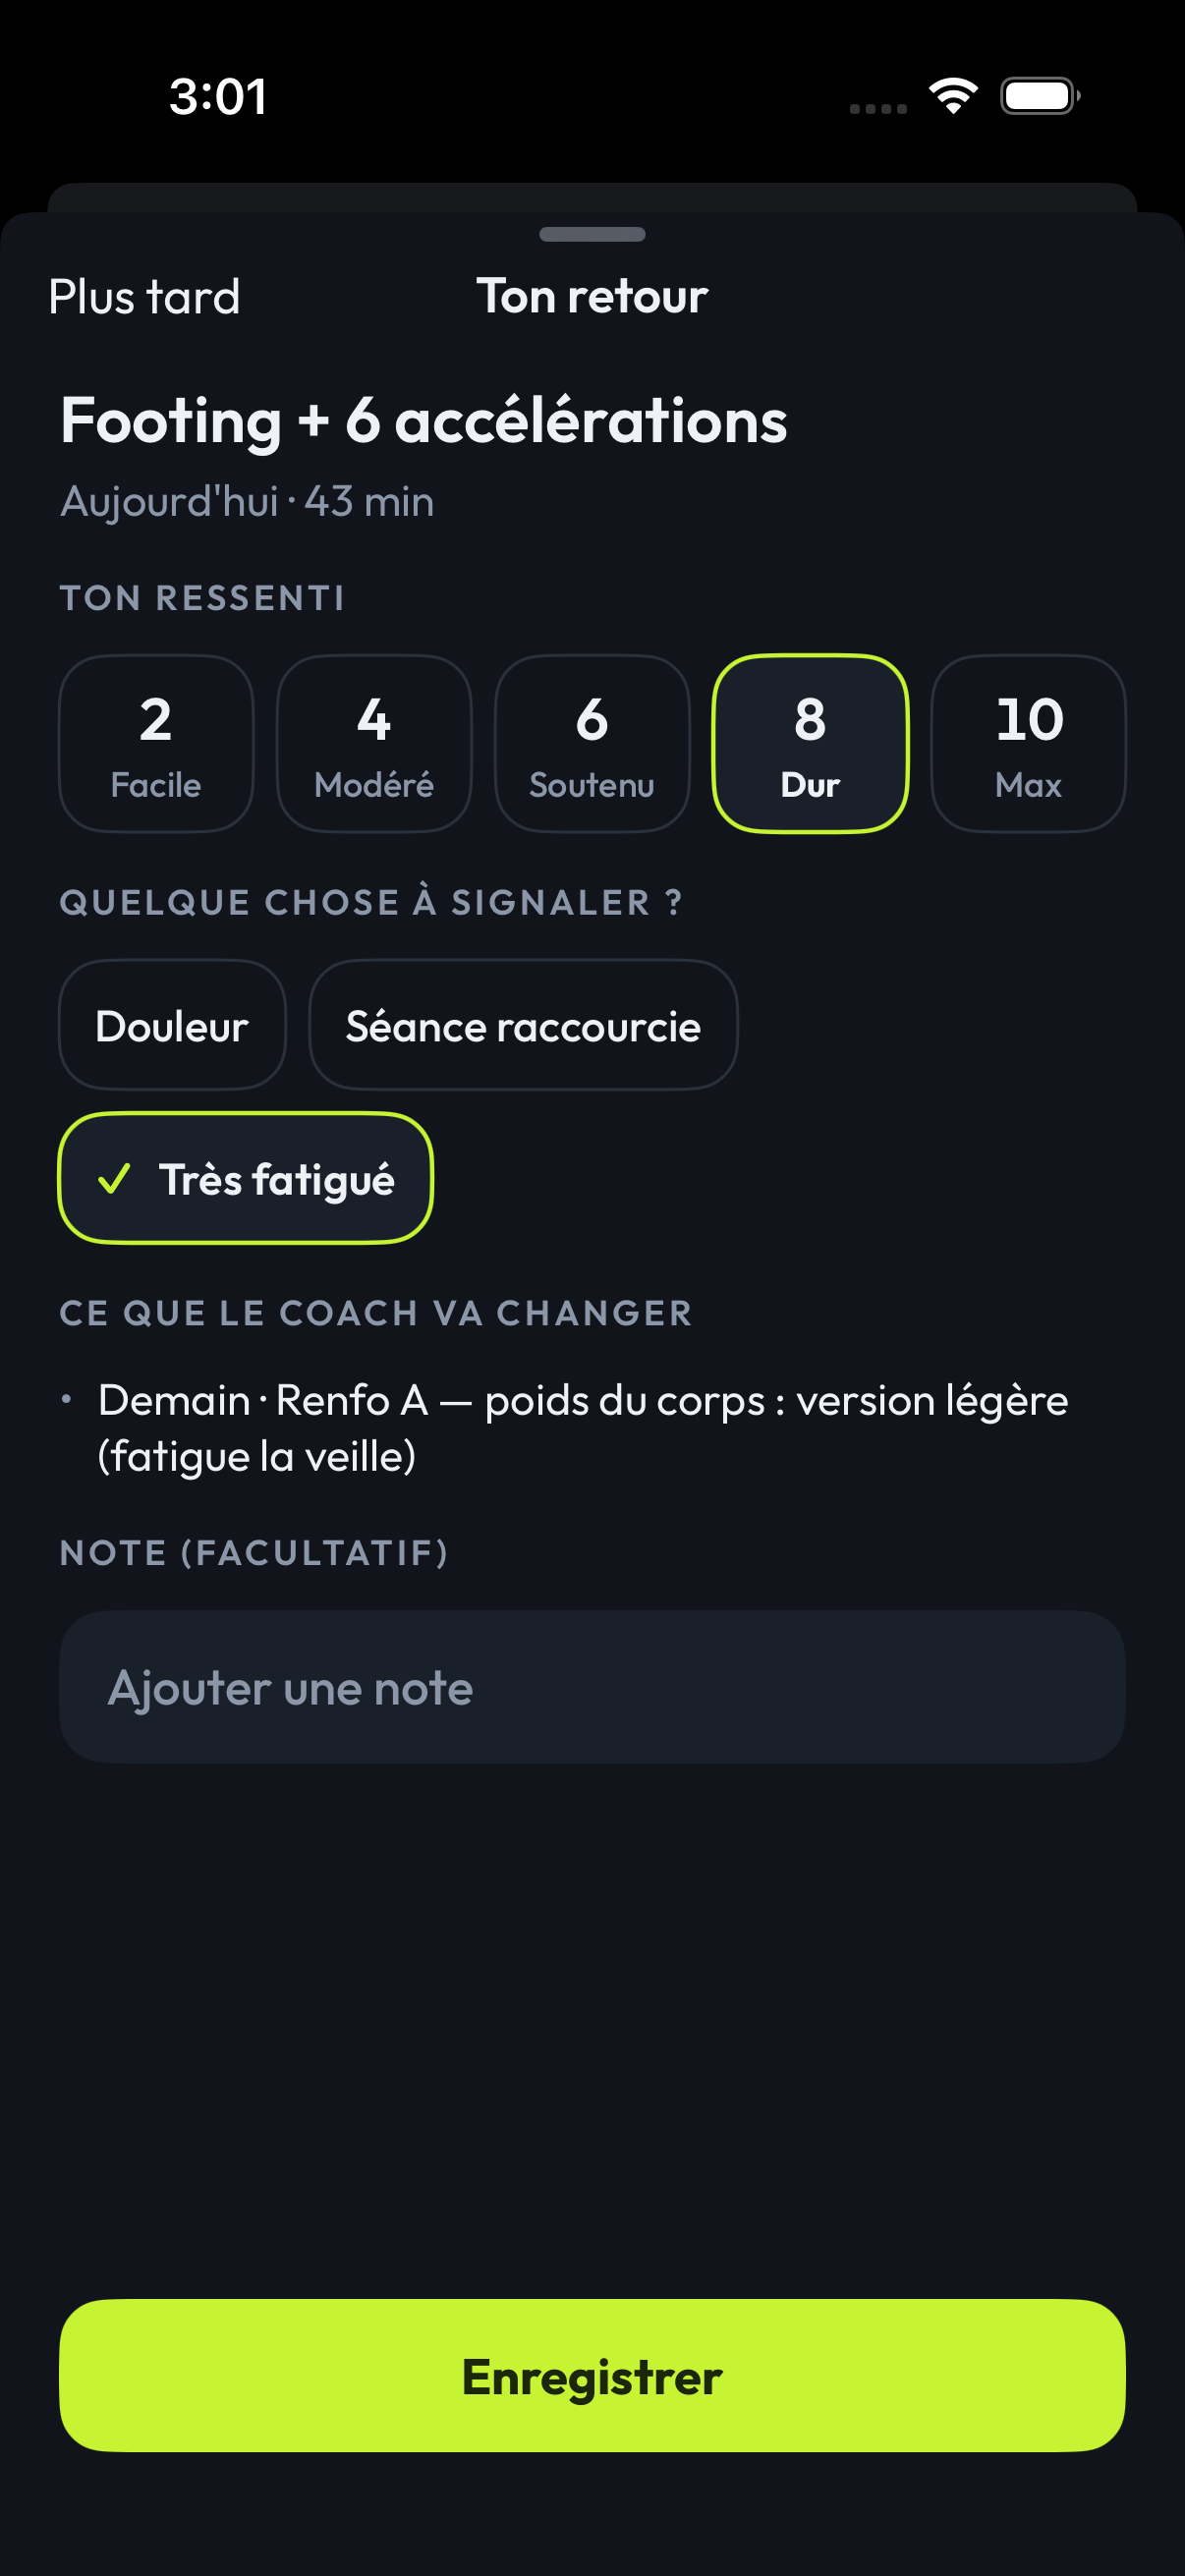 3:01
Plus tard
Ton retour
Footing + 6 accélérations
Aujourd'hui · 43 min
TON RESSENTI
2 4 6 8 10
Facile Modéré Soutenu Dur Max
QUELQUE CHOSE À SIGNALER ?
Douleur Séance raccourcie
Très fatigué
CE QUE LE COACH VA CHANGER
• Demain · Renfo A — poids du corps : version légère
(fatigue la veille)
NOTE (FACULTATIF)
Ajouter une note
Enregistrer